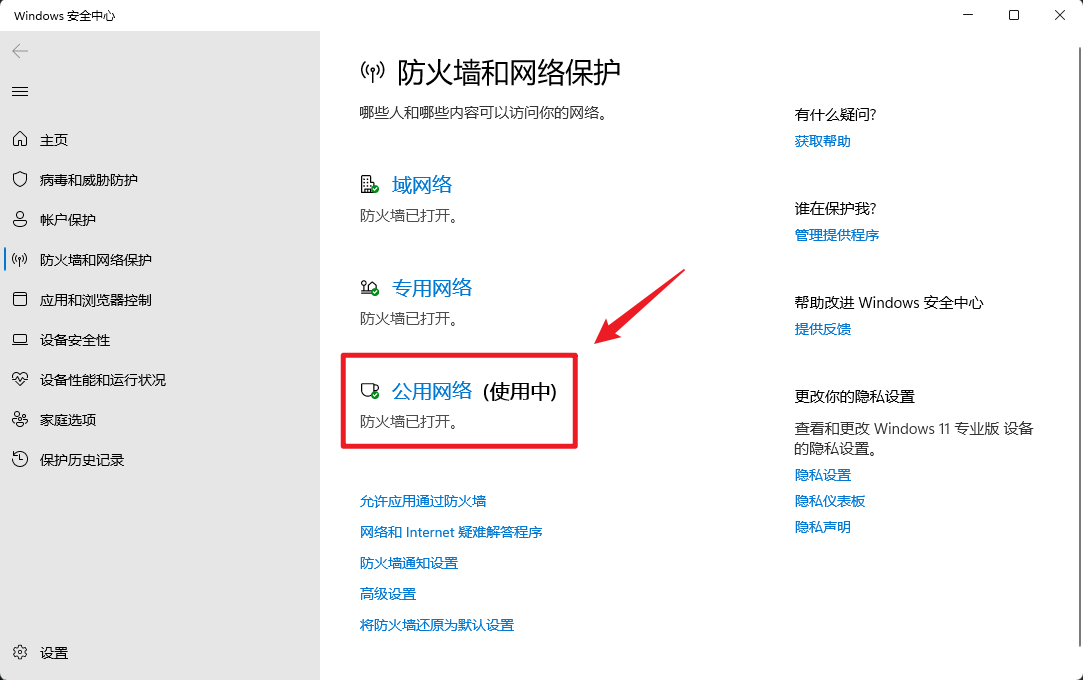 Windows 安全中心
主页
病毒和威胁防护
帐户保护
防火墙和网络保护
应用和浏览器控制
设备安全性
设备性能和运行状况
家庭选项
保护历史记录
设置
防火墙和网络保护
哪些人和哪些内容可以访问你的网络。
域网络
防火墙已打开。
专用网络
防火墙已打开。
公用网络 (使用中)
防火墙已打开。
允许应用通过防火墙
网络和 Internet 疑难解答程序
防火墙通知设置
高级设置
将防火墙还原为默认设置
有什么疑问?
获取帮助
谁在保护我?
管理提供程序
帮助改进 Windows 安全中心
提供反馈
更改你的隐私设置
查看和更改 Windows 11 专业版 设备
的隐私设置。
隐私设置
隐私仪表板
隐私声明